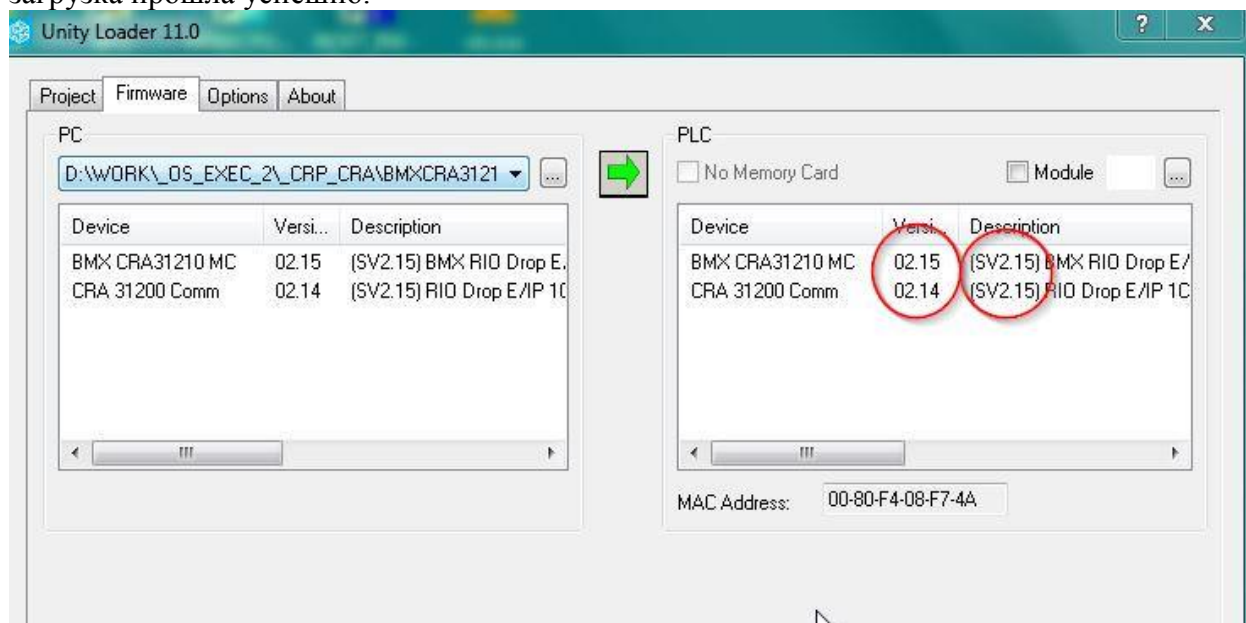 загрузка прошла успешно.
Unity Loader 11.0
? X
Project Firmware Options About
PC
D:\WORK\_OS_EXEC_2\_CRP_CRA\BMXCRA3121 ...
Device Versi... Description
BMX CRA31210 MC 02.15 (SV2.15) BMX RIO Drop E.
CRA 31200 Comm 02.14 (SV2.15) RIO Drop E/IP 1(
PLC
No Memory Card Module ...
Device Versi... Description
BMX CRA31210 MC 02.15 (SV2.15) BMX RIO Drop E/
CRA 31200 Comm 02.14 (SV2.15) RIO Drop E/IP 1C
MAC Address: 00-80-F4-08-F7-4A